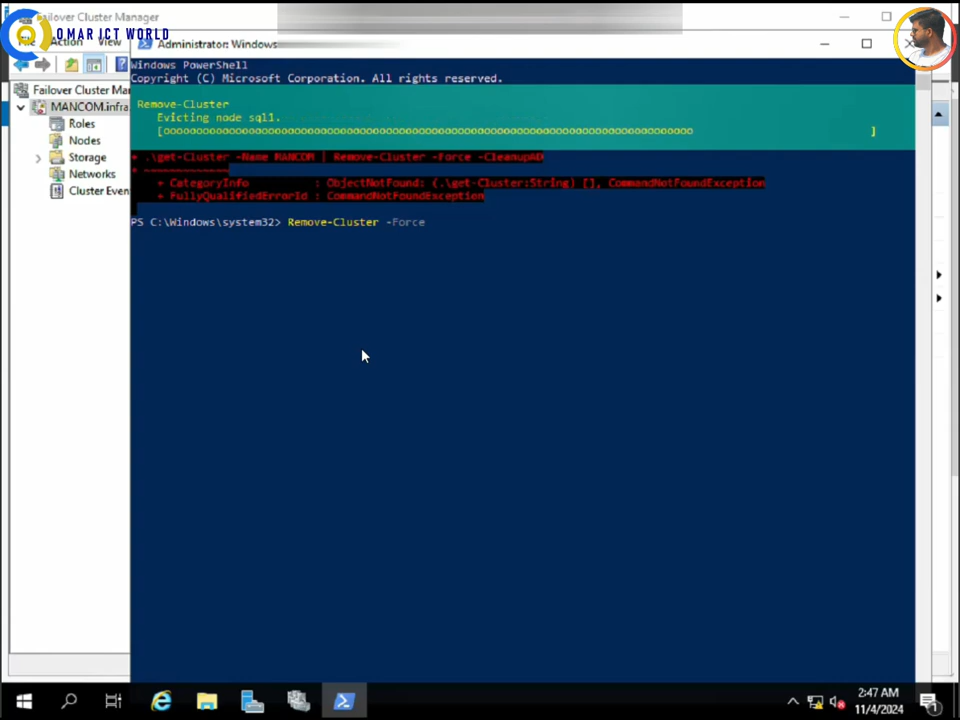 Failover Cluster Manager
OMAR ICT WORLD
Action View
Administrator: Windows
Windows PowerShell
Copyright (C) Microsoft Corporation. All rights reserved.
Failover Cluster Mar
MANCOM.infra
Roles
Nodes
Storage
Networks
Cluster Even
Remove-Cluster
Evicting node sql1.
[oooooooooooooooooooooooooooooooooooooooooooooooooooooooooooooooooooooooooooooooooo ]
+ .\get-Cluster -Name MANCOM | Remove-Cluster -Force -CleanupAD
+ ~~~~~~~~~~~~~
+ CategoryInfo : ObjectNotFound: (.\get-Cluster:String) [], CommandNotFoundException
+ FullyQualifiedErrorId : CommandNotFoundException
PS C:\Windows\system32> Remove-Cluster -Force
2:47 AM
11/4/2024
1